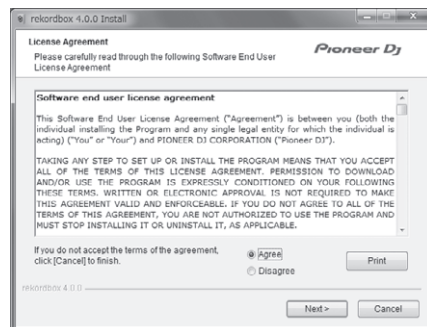 rekordbox 4.0.0 Install
License Agreement
Please carefully read through the following Software End User
License Agreement
Pioneer Dj
Software end user license agreement
This Software End User License Agreement ("Agreement") is between you (both the
individual installing the Program and any single legal entity for which the individual is
acting) ("You" or "Your") and PIONEER DJ CORPORATION ("Pioneer DJ").
TAKING ANY STEP TO SET UP OR INSTALL THE PROGRAM MEANS THAT YOU ACCEPT
ALL OF THE TERMS OF THIS LICENSE AGREEMENT. PERMISSION TO DOWNLOAD
AND/OR USE THE PROGRAM IS EXPRESSLY CONDITIONED ON YOUR FOLLOWING
THESE TERMS. WRITTEN OR ELECTRONIC APPROVAL IS NOT REQUIRED TO MAKE
THIS AGREEMENT VALID AND ENFORCEABLE. IF YOU DO NOT AGREE TO ALL OF THE
TERMS OF THIS AGREEMENT, YOU ARE NOT AUTHORIZED TO USE THE PROGRAM AND
MUST STOP INSTALLING IT OR UNINSTALL IT, AS APPLICABLE.
If you do not accept the terms of the agreement,
click [Cancel] to finish.
Agree
Disagree
Print
rekordbox 4.0.0
Next >
Cancel